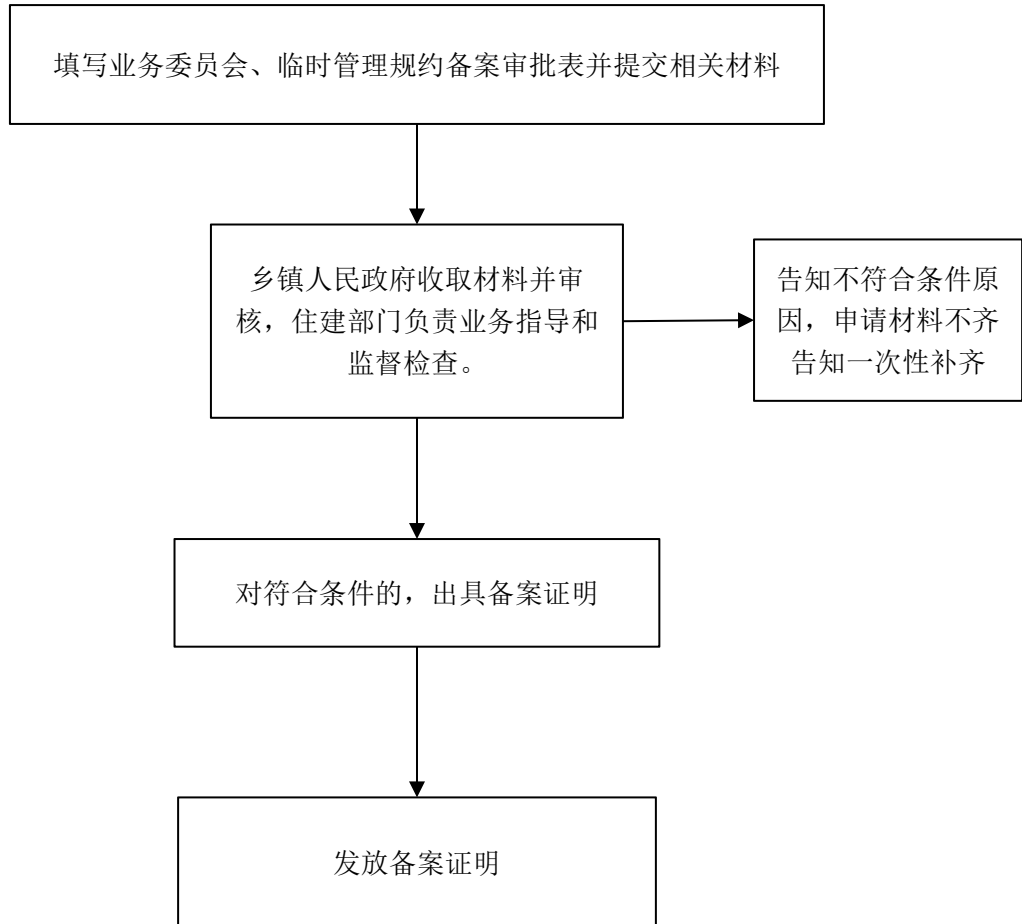 填写业务委员会、临时管理规约备案审批表并提交相关材料
乡镇人民政府收取材料并审
核，住建部门负责业务指导和
监督检查。
告知不符合条件原
因，申请材料不齐
告知一次性补齐
对符合条件的，出具备案证明
发放备案证明